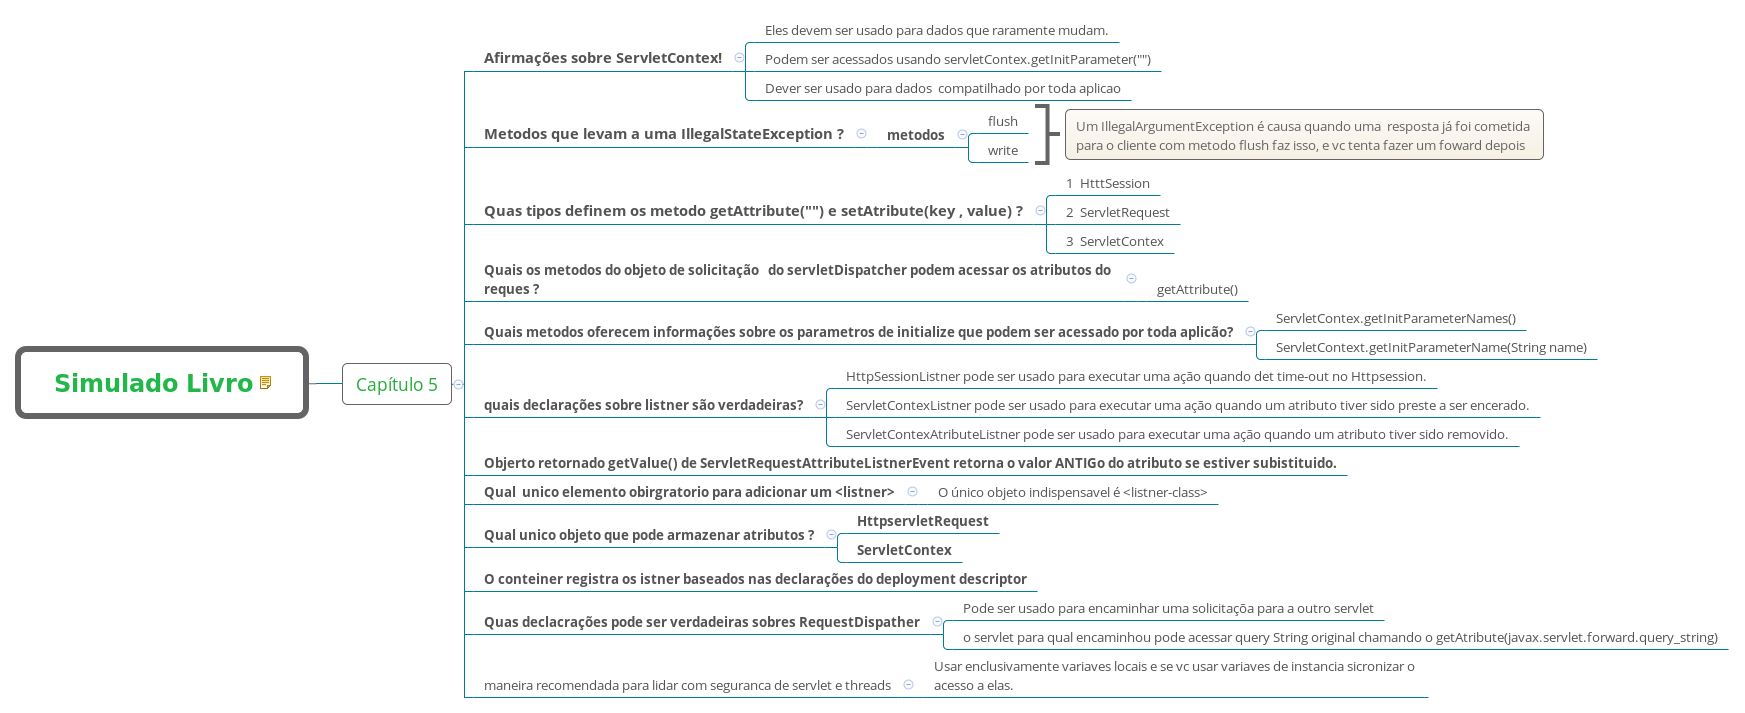 Simulado Livro
Capítulo 5
Afirmações sobre ServletContex!
Eles devem ser usado para dados que raramente mudam.
Podem ser acessados usando servletContex.getInitParameter("")
Dever ser usado para dados  compatilhado por toda aplicao
Metodos que levam a uma IllegalStateException ?
metodos
flush
write
Um IllegalArgumentException é causa quando uma  resposta já foi cometida
para o cliente com metodo flush faz isso, e vc tenta fazer um foward depois
Quas tipos definem os metodo getAttribute("") e setAtribute(key , value) ?
1  HtttSession
2  ServletRequest
3  ServletContex
Quais os metodos do objeto de solicitação   do servletDispatcher podem acessar os atributos do
reques ?
getAttribute()
Quais metodos oferecem informações sobre os parametros de initialize que podem ser acessado por toda aplicão?
ServletContex.getInitParameterNames()
ServletContext.getInitParameterName(String name)
quais declarações sobre listner são verdadeiras?
HttpSessionListner pode ser usado para executar uma ação quando det time-out no Httpsession.
ServletContexListner pode ser usado para executar uma ação quando um atributo tiver sido preste a ser encerado.
ServletContexAtributeListner pode ser usado para executar uma ação quando um atributo tiver sido removido.
Objerto retornado getValue() de ServletRequestAttributeListnerEvent retorna o valor ANTIGo do atributo se estiver subistituido.
Qual  unico elemento obirgratorio para adicionar um <listner>
O único objeto indispensavel é <listner-class>
Qual unico objeto que pode armazenar atributos ?
HttpservletRequest
ServletContex
O conteiner registra os istner baseados nas declarações do deployment descriptor
Quas declacrações pode ser verdadeiras sobres RequestDispather
Pode ser usado para encaminhar uma solicitaçõa para a outro servlet
o servlet para qual encaminhou pode acessar query String original chamando o getAtribute(javax.servlet.forward.query_string)
maneira recomendada para lidar com seguranca de servlet e threads
Usar enclusivamente variaves locais e se vc usar variaves de instancia sicronizar o
acesso a elas.